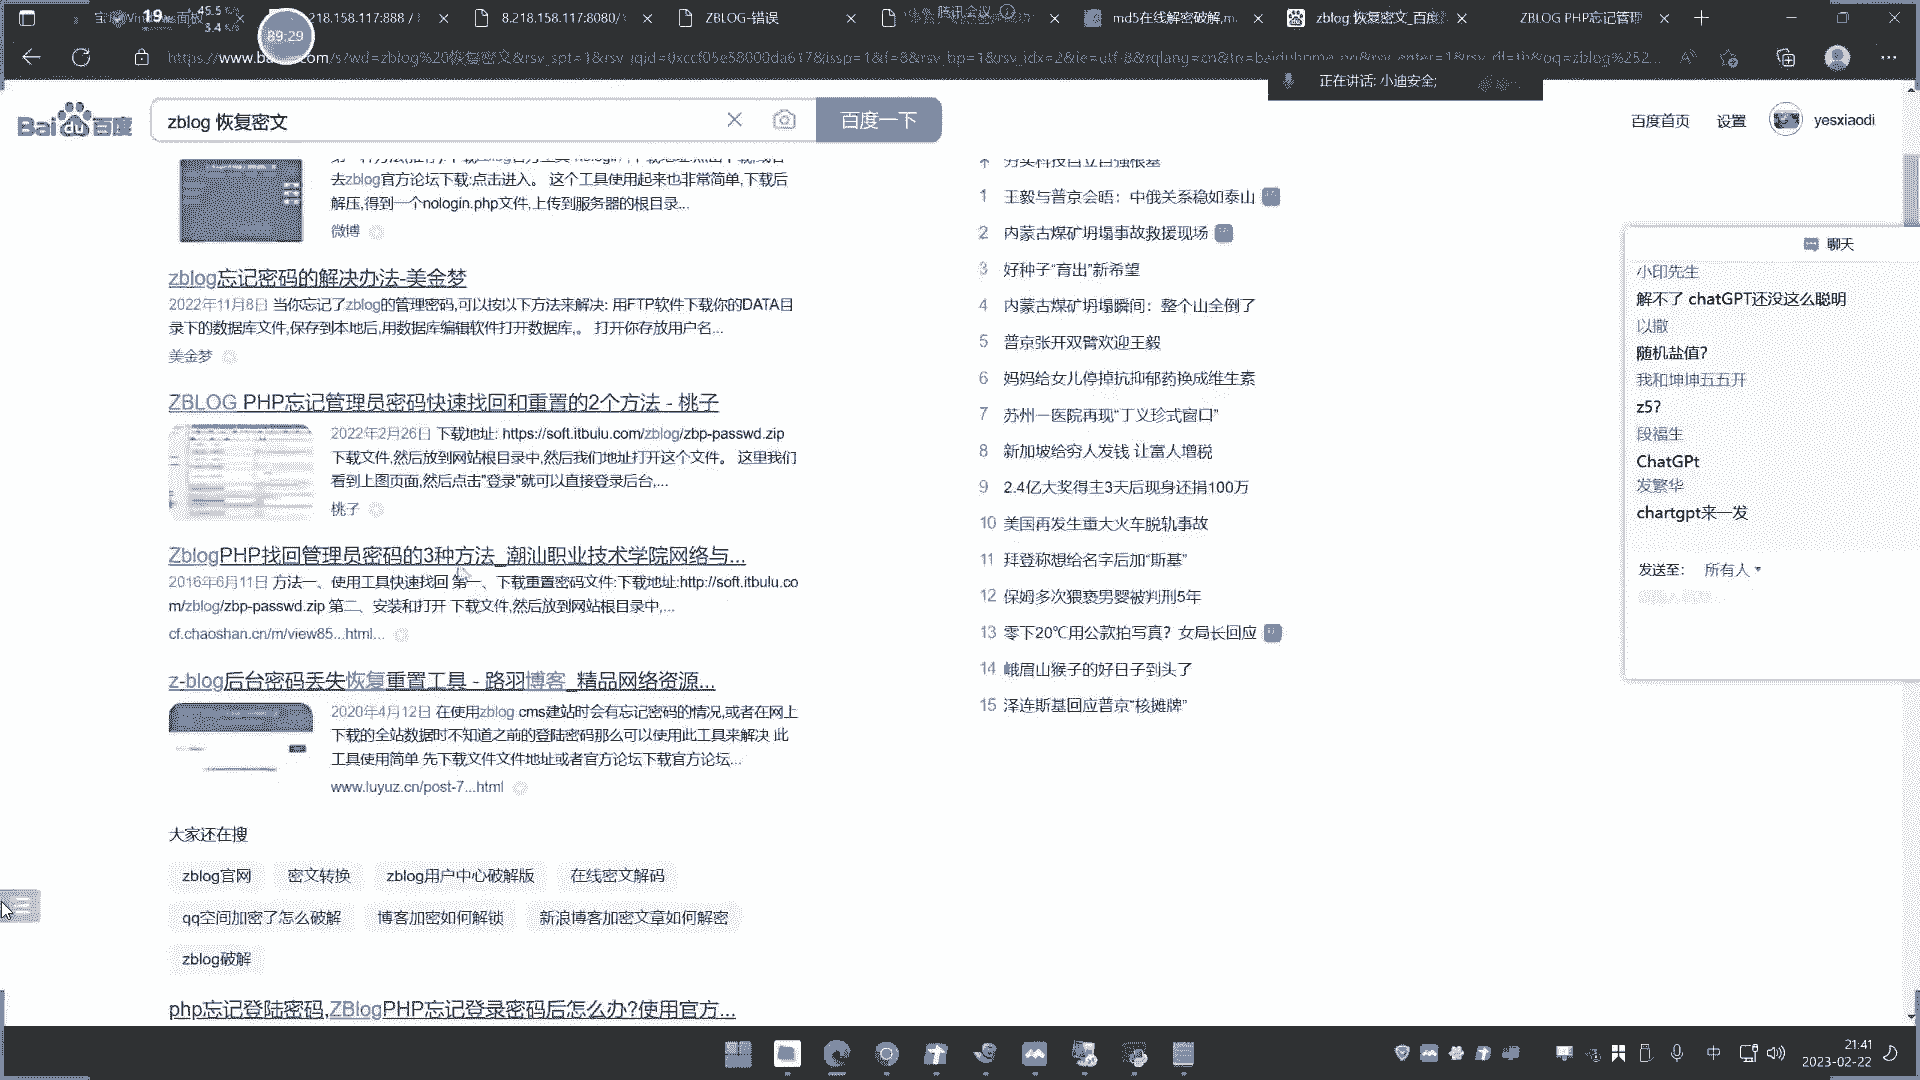 218.158.117:888 /
8.218.158.117:8080/
ZBLOG-错误
md5在线解密破解,m
zblog 恢复密文_百度
ZBLOG PHP忘记管理
89:29
正在讲话: 小迪安全;
Bai du 百度
zblog 恢复密文
百度一下
百度首页
设置
yesxiaodi
去zblog官方论坛下载:点击进入。 这个工具使用起来也非常简单,下载后
解压,得到一个nologin.php文件,上传到服务器的根目录...
微博
zblog忘记密码的解决办法-美金梦
2022年11月8日 当你忘记了zblog的管理密码,可以按以下方法来解决: 用FTP软件下载你的DATA目
录下的数据库文件,保存到本地后,用数据库编辑软件打开数据库,。 打开你存放用户名...
美金梦
ZBLOG PHP忘记管理员密码快速找回和重置的2个方法 - 桃子
2022年2月26日 下载地址: https://soft.itbulu.com/zblog/zbp-passwd.zip
下载文件,然后放到网站根目录中,然后我们地址打开这个文件。 这里我们
看到上图页面,然后点击"登录"就可以直接登录后台,...
桃子
ZblogPHP找回管理员密码的3种方法_潮汕职业技术学院网络与...
2016年6月11日 方法一、使用工具快速找回 第一、下载重置密码文件:下载地址:http://soft.itbulu.co
m/zblog/zbp-passwd.zip 第二、安装和打开 下载文件,然后放到网站根目录中,...
cf.chaoshan.cn/m/view85...html...
z-blog后台密码丢失恢复重置工具 - 路羽博客_精品网络资源...
2020年4月12日 在使用zblog cms建站时会有忘记密码的情况,或者在网上
下载的全站数据时不知道之前的登陆密码那么可以使用此工具来解决 此
工具使用简单 先下载文件文件地址或者官方论坛下载官方论坛...
www.luyuz.cn/post-7...html
大家还在搜
zblog官网
密文转换
zblog用户中心破解版
在线密文解码
qq空间加密了怎么破解
博客加密如何解锁
新浪博客加密文章如何解密
zblog破解
php忘记登陆密码,ZBlogPHP忘记登录密码后怎么办?使用官方...
1 王毅与普京会晤：中俄关系稳如泰山
2 内蒙古煤矿坍塌事故救援现场
3 好种子“育出”新希望
4 内蒙古煤矿坍塌瞬间：整个山全倒了
5 普京张开双臂欢迎王毅
6 妈妈给女儿停掉抗抑郁药换成维生素
7 苏州一医院再现“丁义珍式窗口”
8 新加坡给穷人发钱 让富人增税
9 2.4亿大奖得主3天后现身还捐100万
10 美国再发生重大火车脱轨事故
11 拜登称想给名字后加“斯基”
12 保姆多次猥亵男婴被判刑5年
13 零下20℃用公款拍写真？女局长回应
14 峨眉山猴子的好日子到头了
15 泽连斯基回应普京“核摊牌”
聊天
小印先生
解不了 chatGPT还没这么聪明
以撒
随机盐值?
我和坤坤五五开
z5?
段福生
ChatGPt
发繁华
chartgpt来一发
发送至:
所有人
中
21:41
2023-02-22